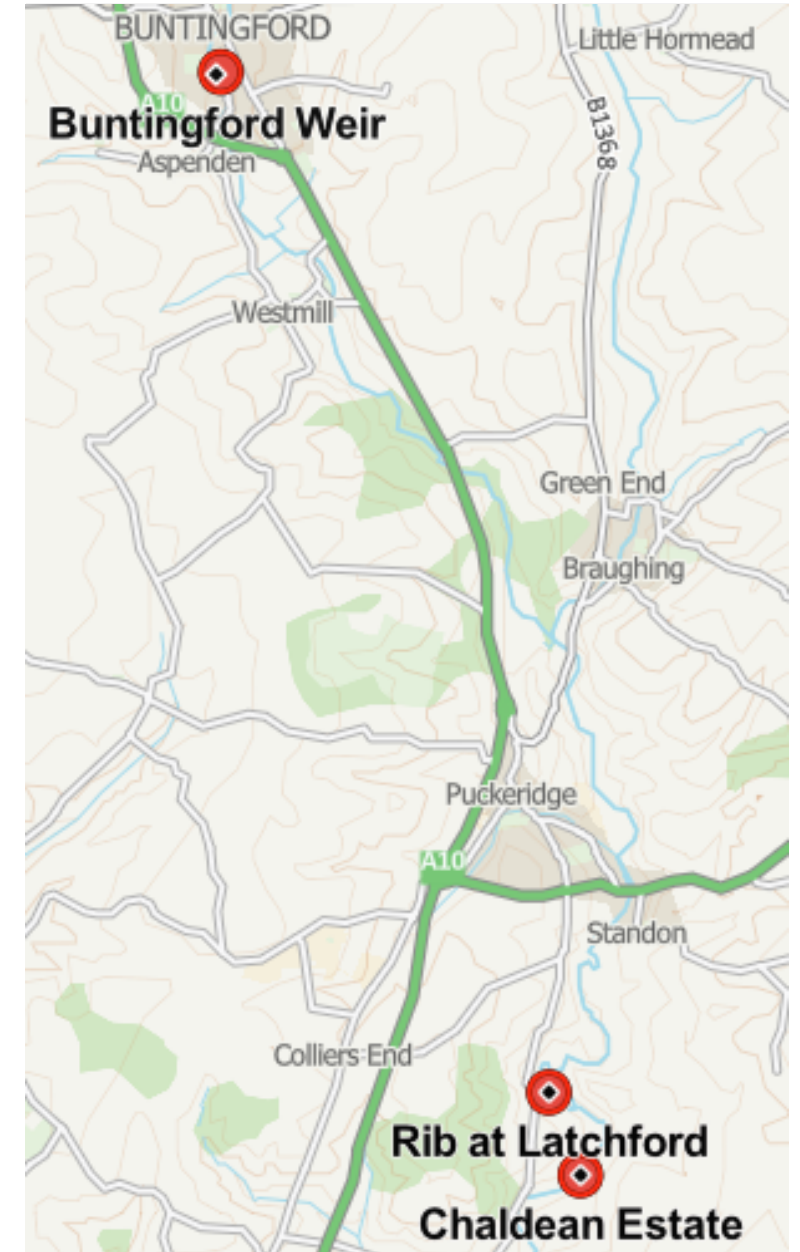 BUNTINGFORD
Little Hormead
A10
Buntingford Weir
B1368
Aspenden
Westmill
Green End
Braughing
Puckeridge
A10
Standon
Colliers End
Rib at Latchford
Chaldean Estate